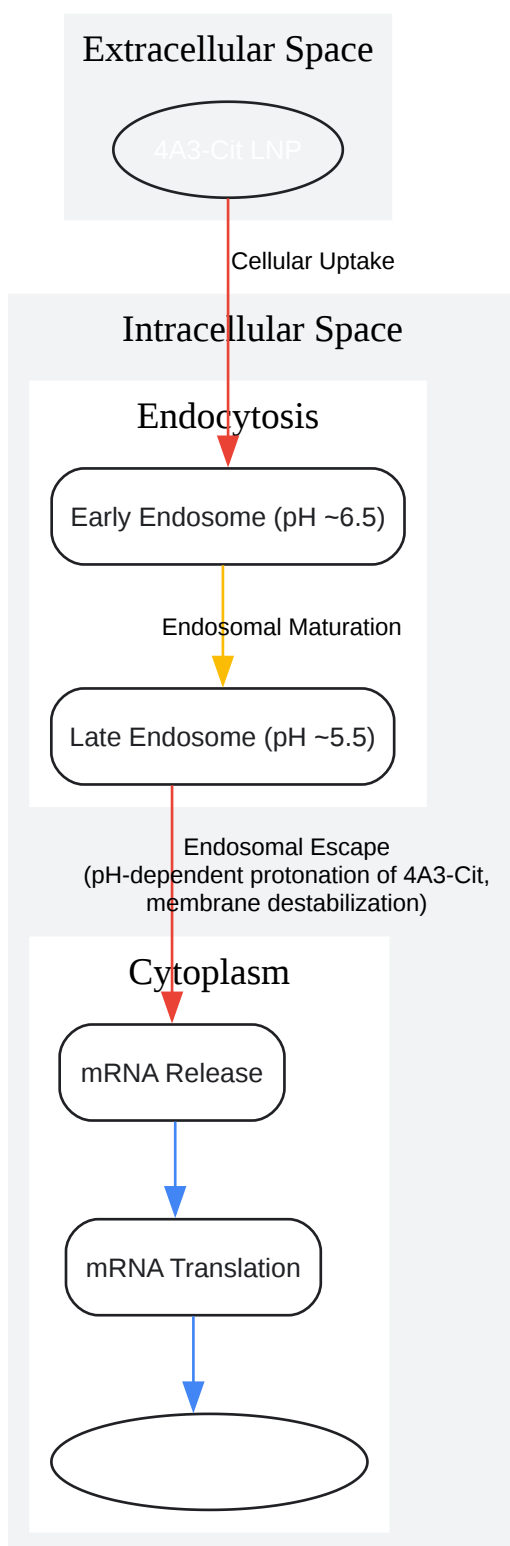 Extracellular Space
4A3-Cit LNP
Cellular Uptake
Intracellular Space
Endocytosis
Early Endosome (pH ~6.5)
Endosomal Maturation
Late Endosome (pH ~5.5)
Endosomal Escape
(pH-dependent protonation of 4A3-Cit,
membrane destabilization)
Cytoplasm
mRNA Release
mRNA Translation